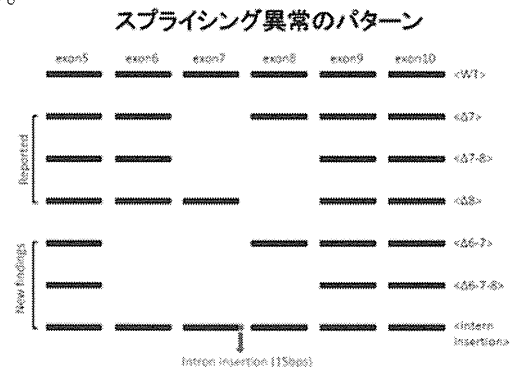 。
スプライシング異常のパターン
exon5 exon6 exon7 exon8 exon9 exon10
<WT>
<Δ7>
Reported
<Δ7-8>
<Δ8>
<Δ6-7>
New findings
<Δ6-7-8>
<intern
insertion>
Intron insertion (15bps)